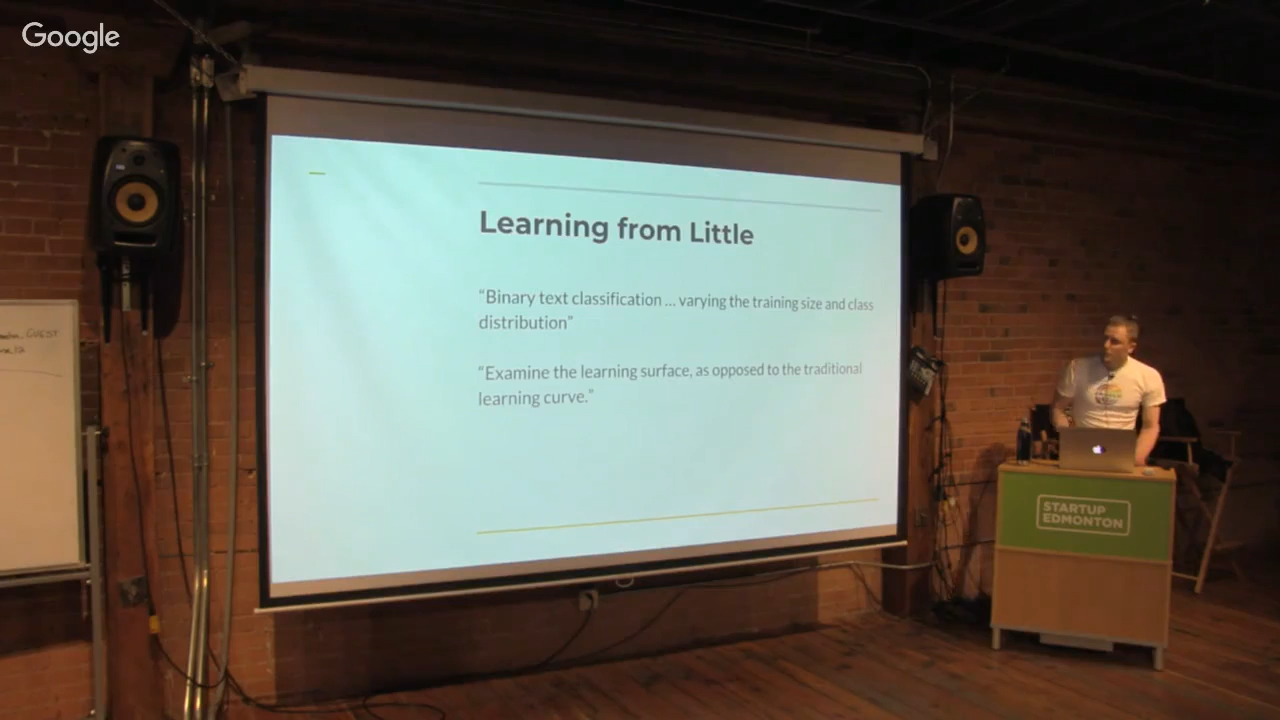 Google
Learning from Little
“Binary text classification ... varying the training size and class
distribution”
“Examine the learning surface, as opposed to the traditional
learning curve.”
STARTUP
EDMONTON
GUEST